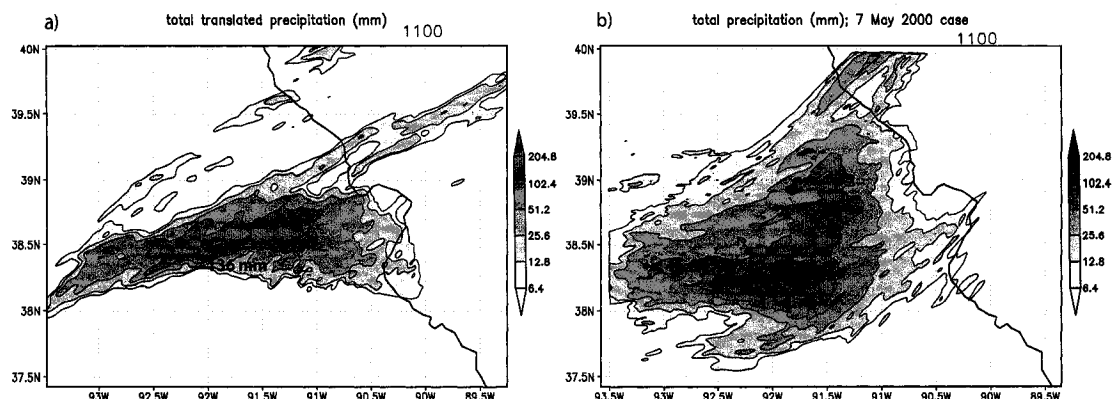 a)
total translated precipitation (mm)
1100
40N
39.5N
39N
38.5N
38N
37.5N
93W
92.5W
92W
91.5W
91W
90.5W
90W
89.5W
204.8
102.4
51.2
25.6
12.8
6.4
b)
total precipitation (mm); 7 May 2000 case
1100
40N
39.5N
39N
38.5N
38N
37.5N
93.5W
93W
92.5W
92W
91.5W
91W
90.5W
90W
89.5W
204.8
102.4
51.2
25.6
12.8
6.4